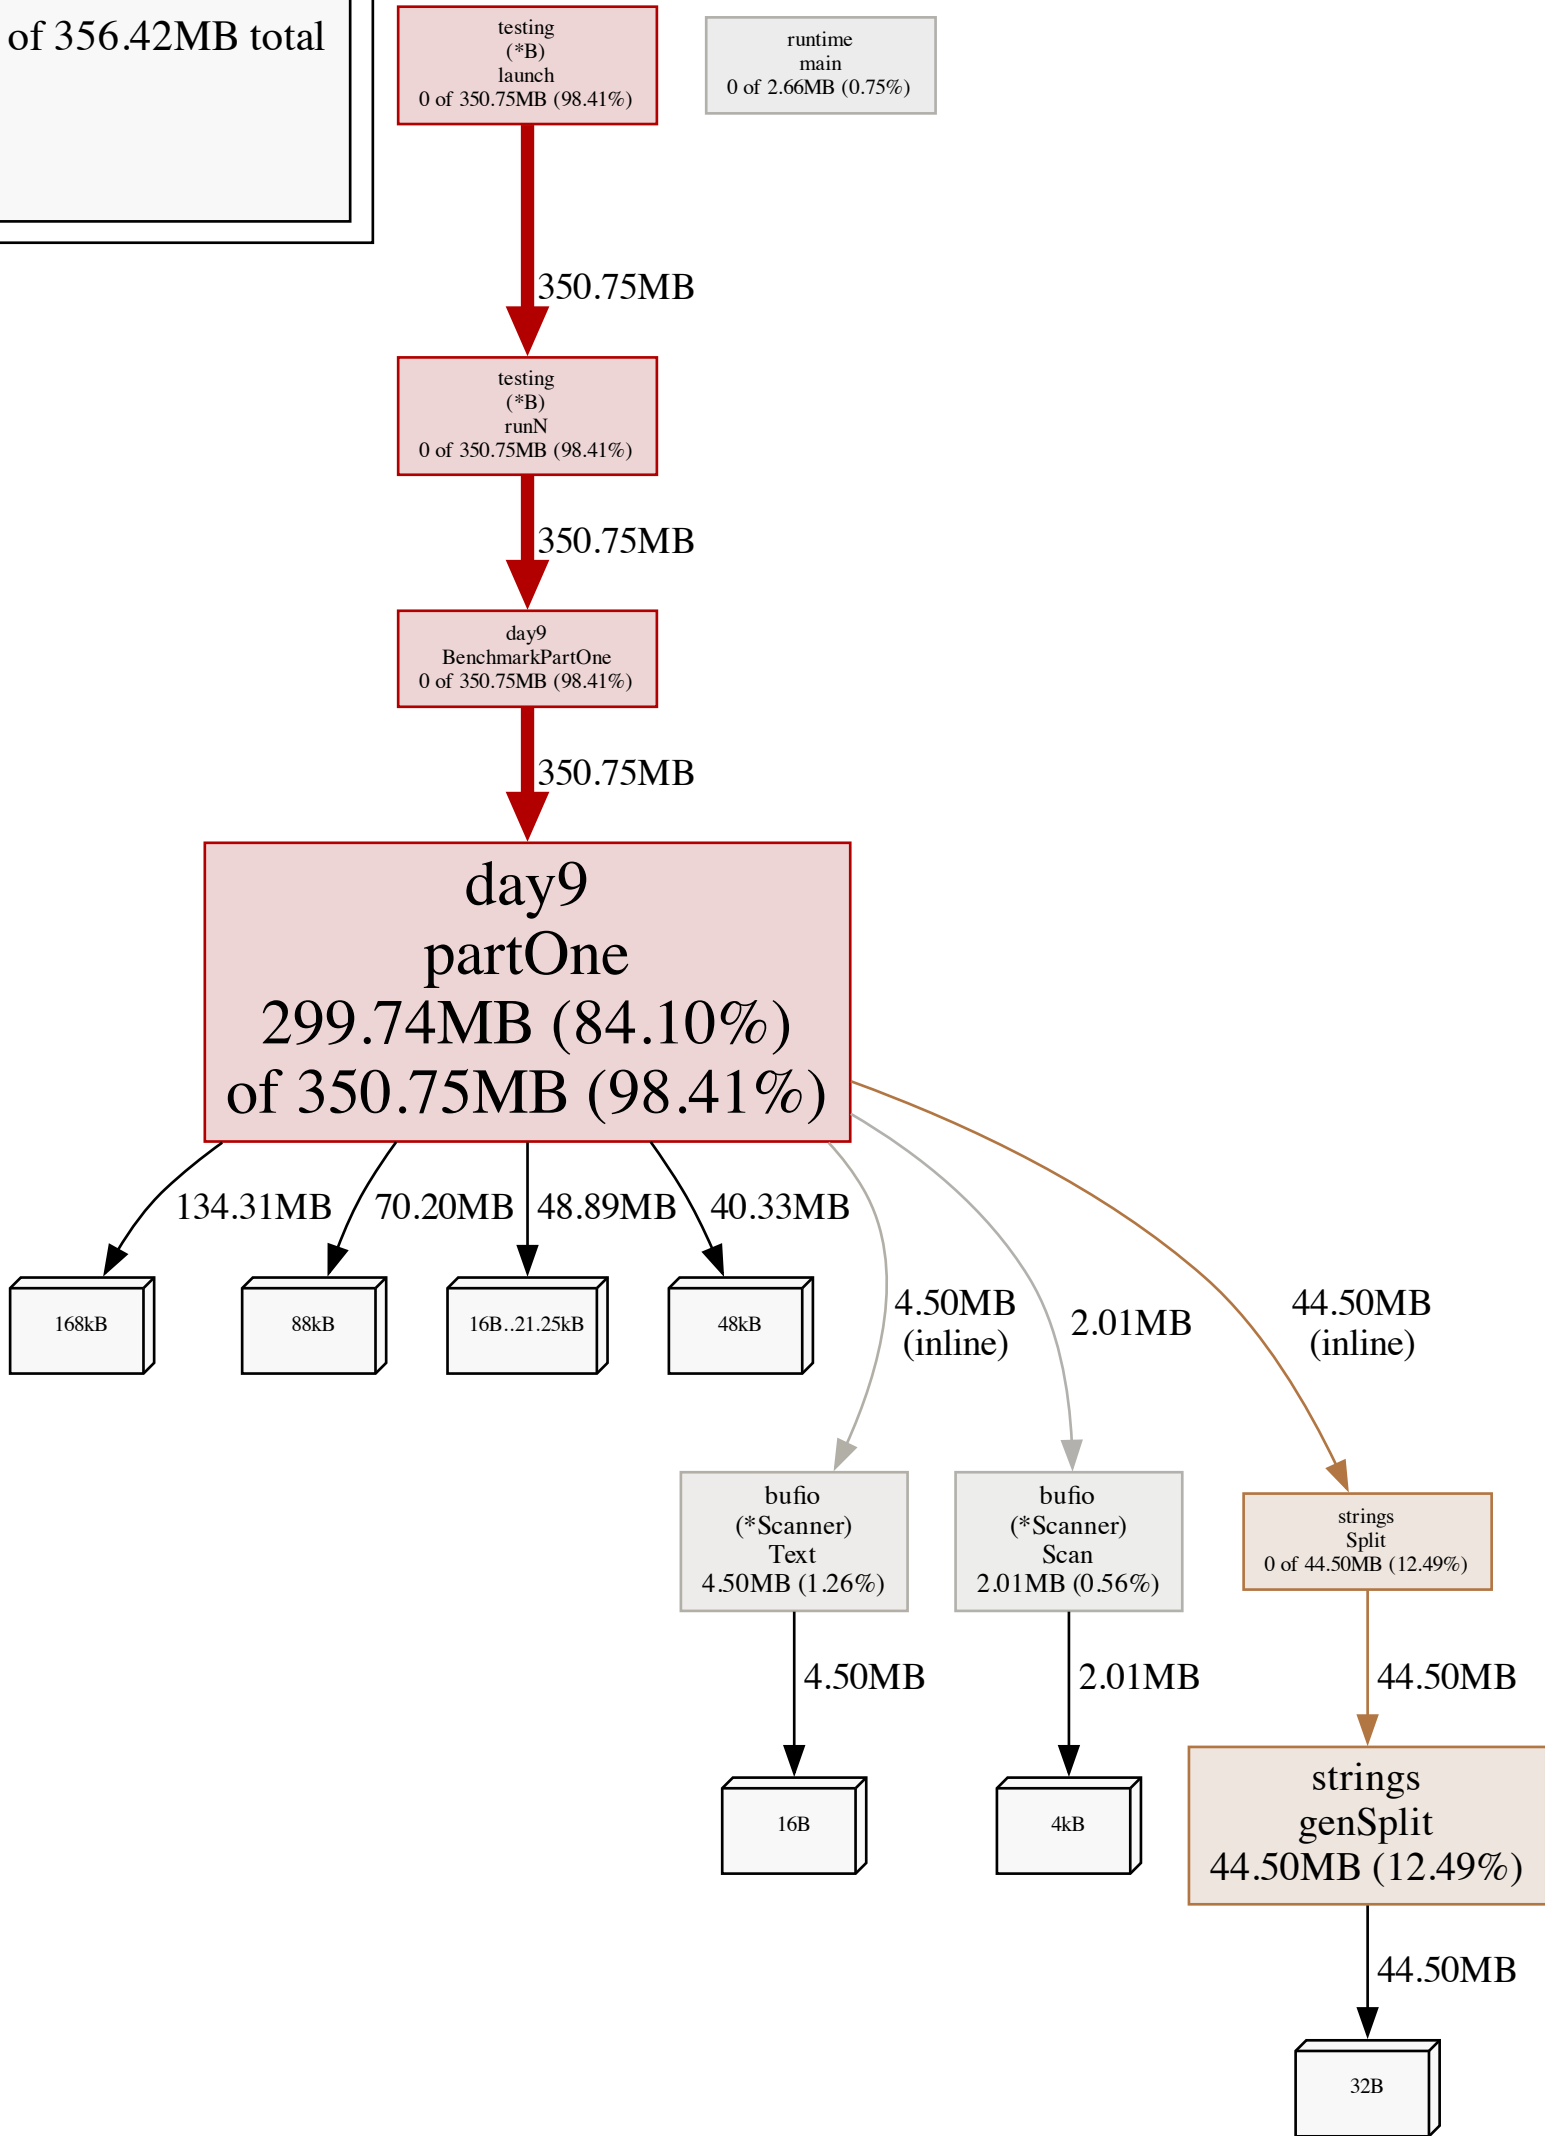 of 356.42MB total
testing
(*B)
launch
0 of 350.75MB (98.41%)
runtime
main
0 of 2.66MB (0.75%)
350.75MB
testing
(*B)
runN
0 of 350.75MB (98.41%)
350.75MB
day9
BenchmarkPartOne
0 of 350.75MB (98.41%)
350.75MB
day9
partOne
299.74MB (84.10%)
of 350.75MB (98.41%)
134.31MB
70.20MB
48.89MB
40.33MB
4.50MB
(inline)
2.01MB
44.50MB
(inline)
168kB
88kB
16B..21.25kB
48kB
bufio
(*Scanner)
Text
4.50MB (1.26%)
bufio
(*Scanner)
Scan
2.01MB (0.56%)
strings
Split
0 of 44.50MB (12.49%)
4.50MB
2.01MB
44.50MB
16B
4kB
strings
genSplit
44.50MB (12.49%)
44.50MB
32B